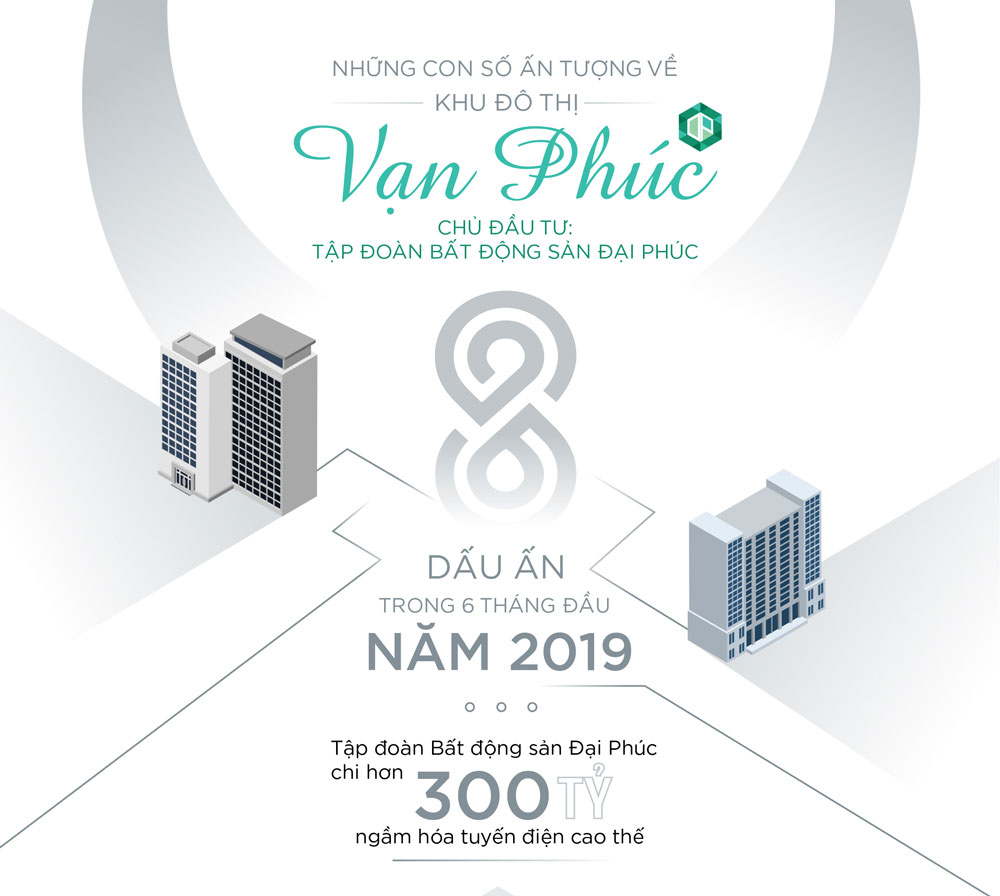 NHỮNG CON SỐ ẤN TƯỢNG VỀ
KHU ĐÔ THỊ
Vạn Phúc
CHỦ ĐẦU TƯ:
TẬP ĐOÀN BẤT ĐỘNG SẢN ĐẠI PHÚC
8
DẤU ẤN
TRONG 6 THÁNG ĐẦU
NĂM 2019
Tập đoàn Bất động sản Đại Phúc
chi hơn 300 TỶ
ngầm hóa tuyến điện cao thế